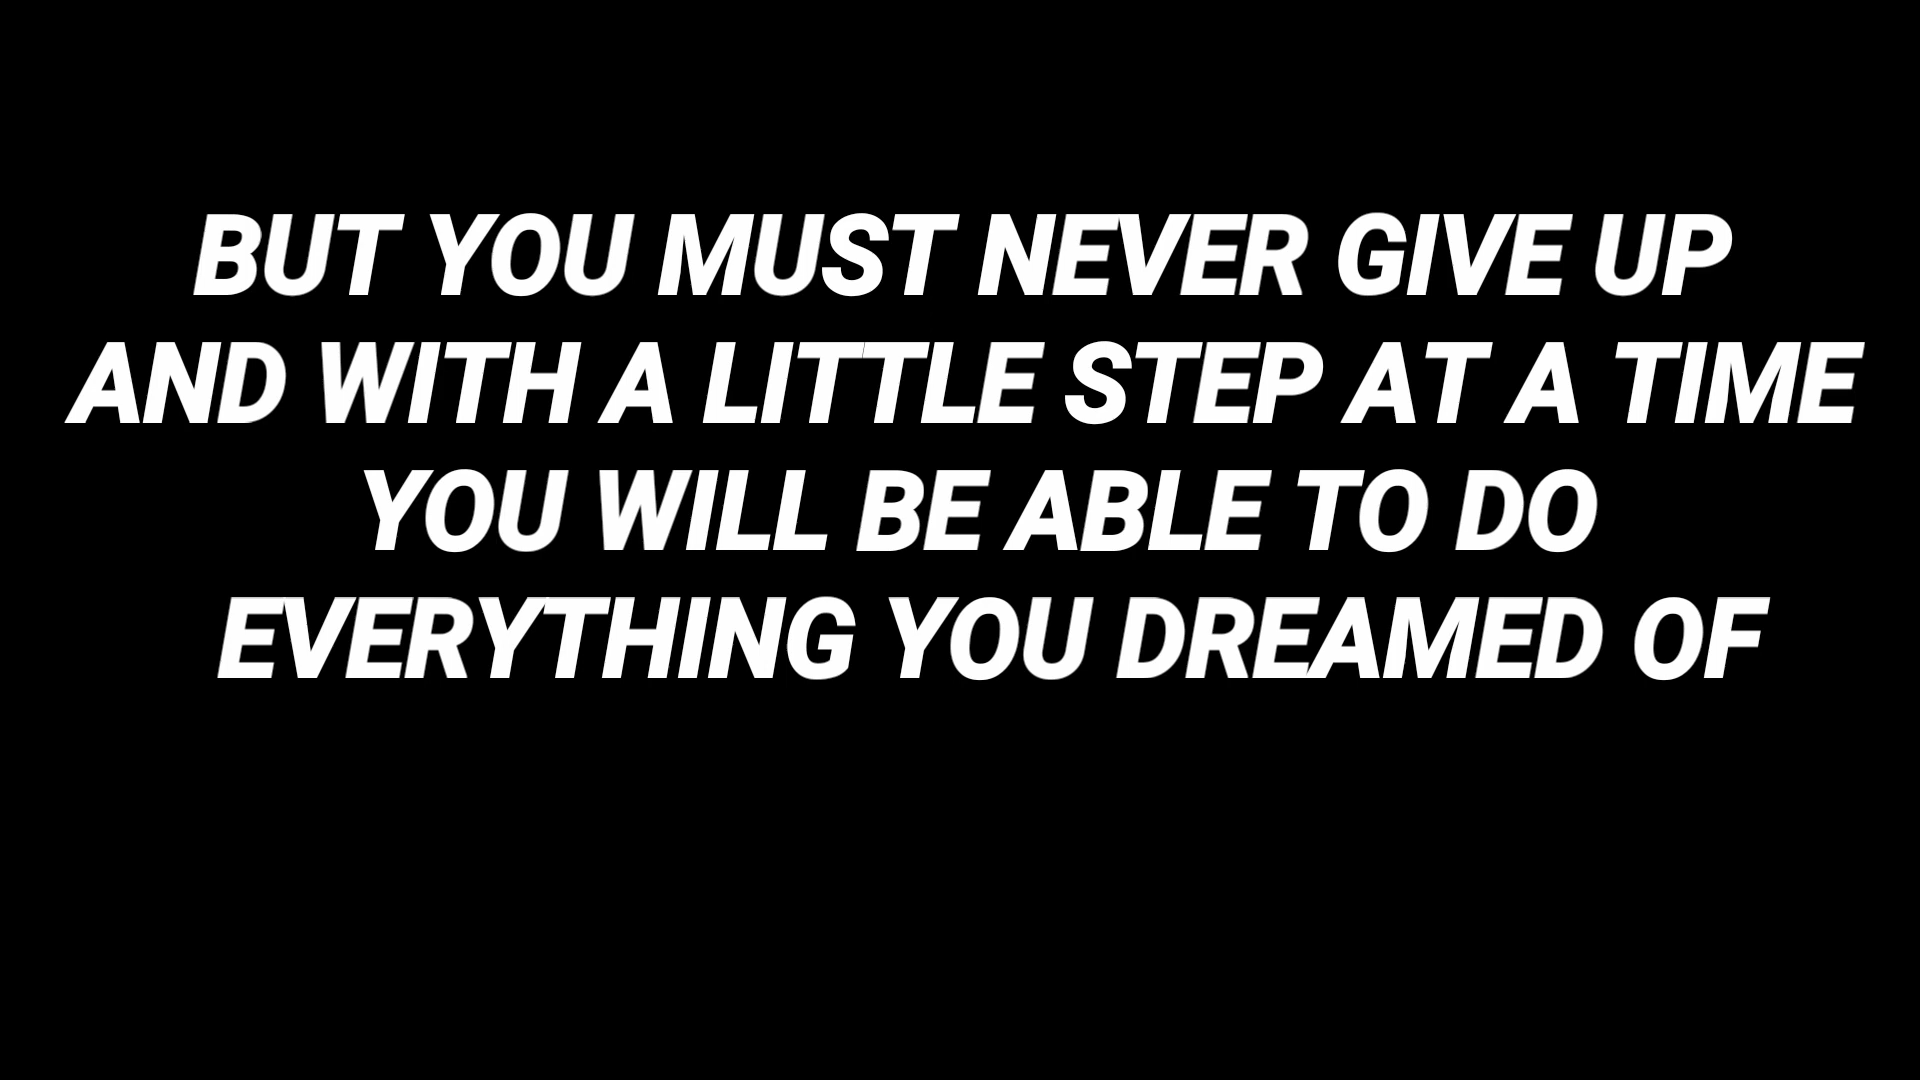 BUT YOU MUST NEVER GIVE UP
AND WITH A LITTLE STEP AT A TIME
YOU WILL BE ABLE TO DO
EVERYTHING YOU DREAMED OF